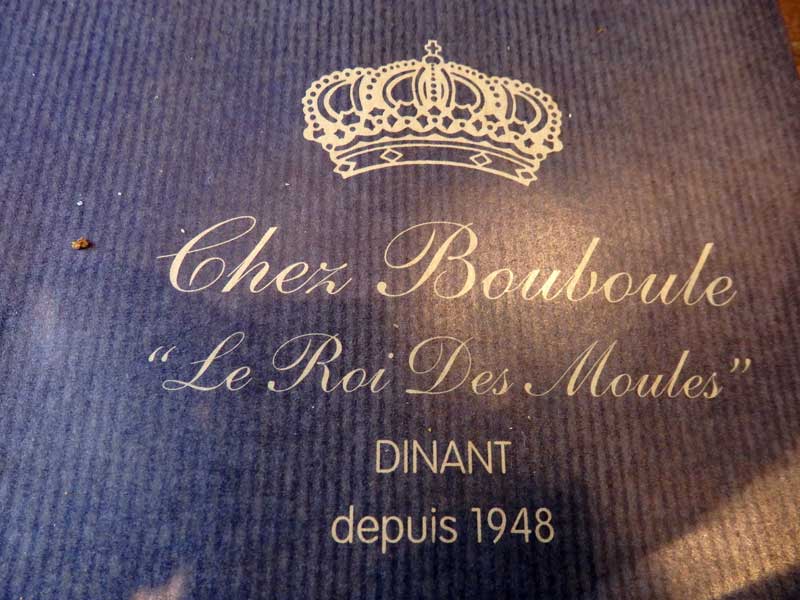 Chez Bouboule
“Le Roi Des Moules”
DINANT
depuis 1948